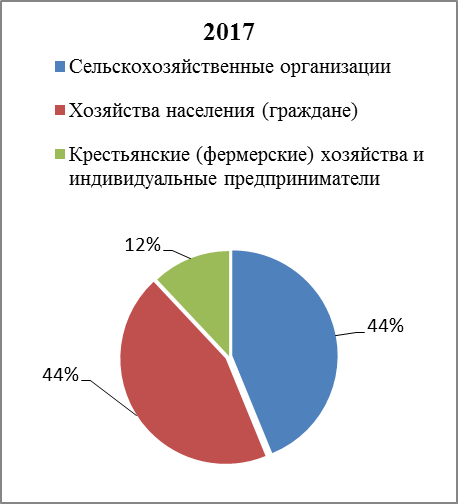 2017
Сельскохозяйственные организации
Хозяйства населения (граждане)
Крестьянские (фермерские) хозяйства и
индивидуальные предприниматели
12%
44%
44%